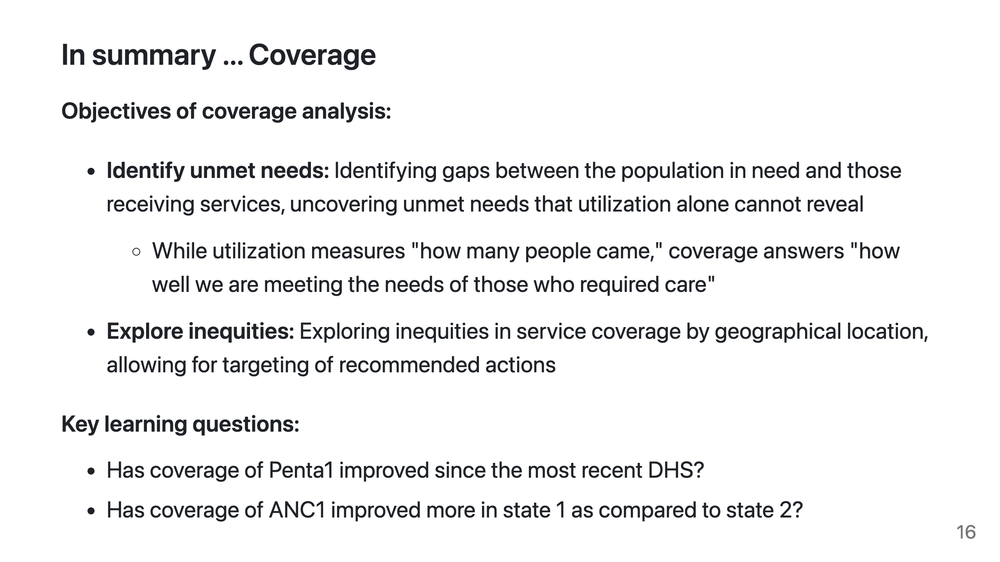 In summary ... Coverage
Objectives of coverage analysis:
• Identify unmet needs: Identifying gaps between the population in need and those
receiving services, uncovering unmet needs that utilization alone cannot reveal
○ While utilization measures "how many people came," coverage answers "how
well we are meeting the needs of those who required care"
• Explore inequities: Exploring inequities in service coverage by geographical location,
allowing for targeting of recommended actions
Key learning questions:
• Has coverage of Penta1 improved since the most recent DHS?
• Has coverage of ANC1 improved more in state 1 as compared to state 2?
16